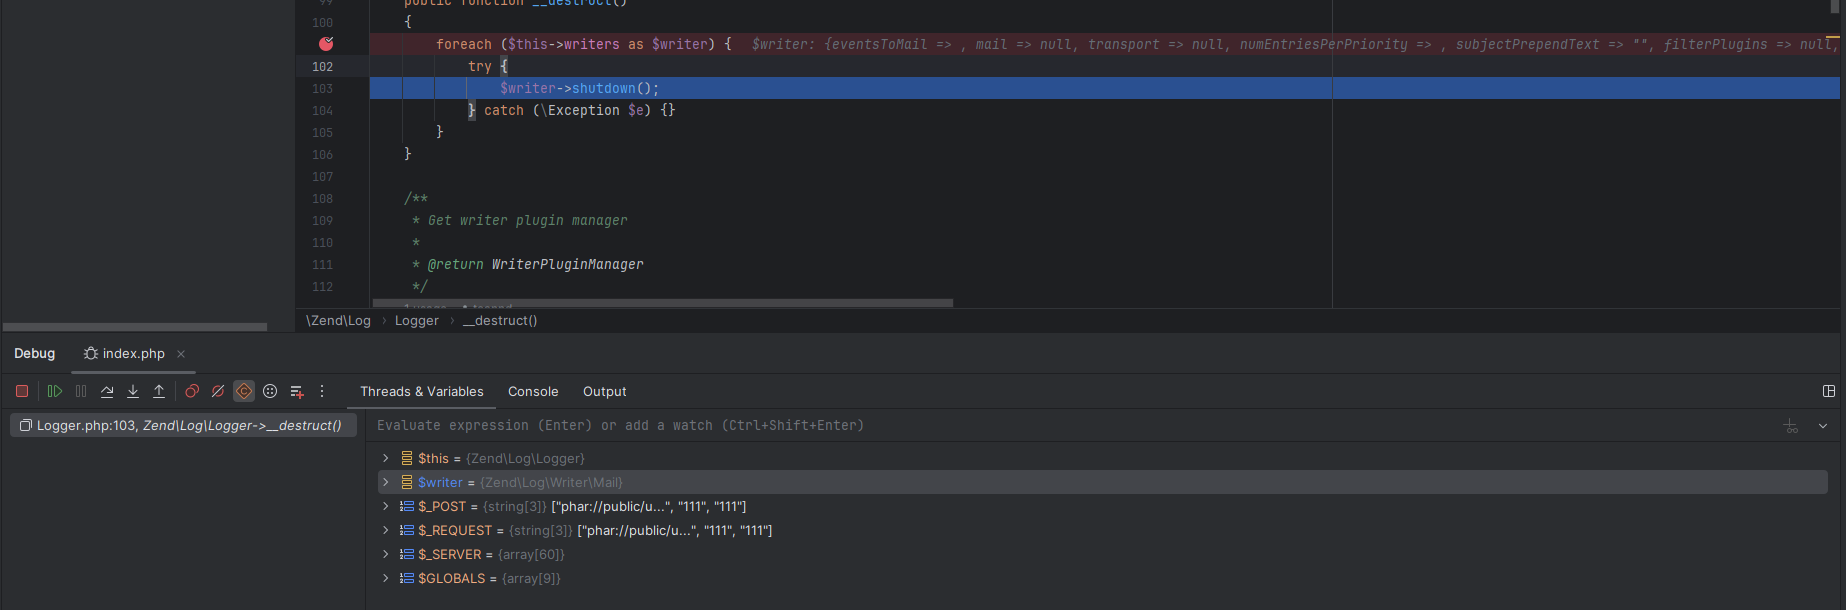 99 public function __destruct()
100 {
foreach ($this->writers as $writer) { $writer: {eventsToMail => , mail => null, transport => null, numEntriesPerPriority => , subjectPrependText => "", filterPlugins => null,
102 try {
103 $writer->shutdown();
104 } catch (\Exception $e) {}
105 }
106 }
107
108 /**
109 * Get writer plugin manager
110 *
111 * @return WriterPluginManager
112 */
\Zend\Log › Logger › __destruct()
Debug index.php ×
Threads & Variables Console Output
Logger.php:103, Zend\Log\Logger->__destruct()
Evaluate expression (Enter) or add a watch (Ctrl+Shift+Enter)
$this = {Zend\Log\Logger}
$writer = {Zend\Log\Writer\Mail}
$_POST = {string[3]} ["phar://public/u...", "111", "111"]
$_REQUEST = {string[3]} ["phar://public/u...", "111", "111"]
$_SERVER = {array[60]}
$GLOBALS = {array[9]}